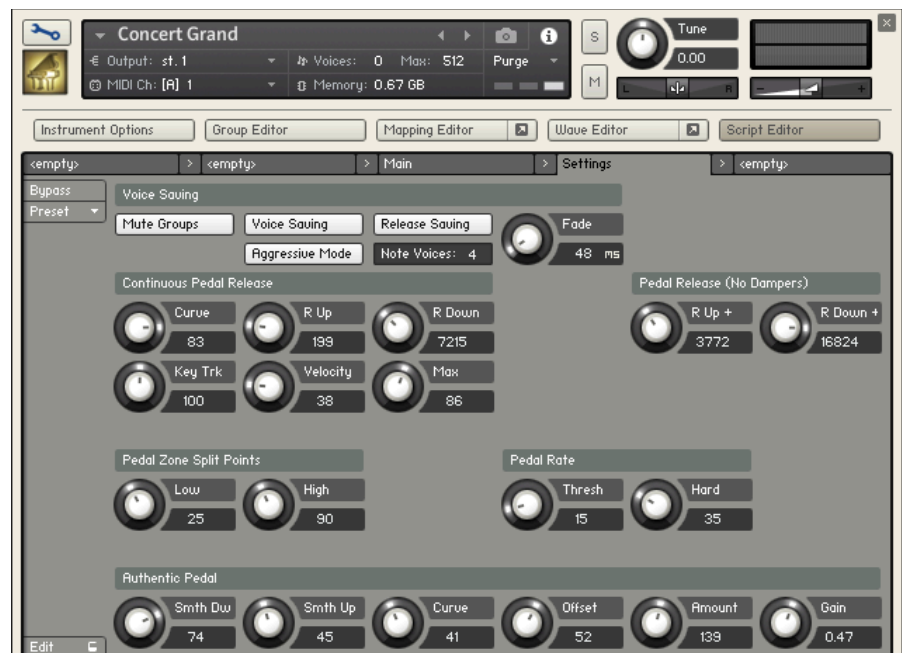 Concert Grand
Output: st.1 Voices: 0 Max: 512 Purge
MIDI Ch: [A] 1 Memory: 0.67 GB
S
M
Tune
0.00
L R
- +
Instrument Options Group Editor Mapping Editor Wave Editor Script Editor
<empty> > <empty> > Main > Settings > <empty>
Bypass
Preset
Voice Saving
Mute Groups Voice Saving Release Saving Fade
Aggressive Mode Note Voices: 4 48 ms
Continuous Pedal Release Pedal Release (No Dampers)
Curve R Up R Down R Up + R Down +
83 199 7215 3772 16824
Key Trk Velocity Max
100 38 86
Pedal Zone Split Points Pedal Rate
Low High Thresh Hard
25 90 15 35
Authentic Pedal
Smth Dw Smth Up Curve Offset Amount Gain
74 45 41 52 139 0.47
Edit